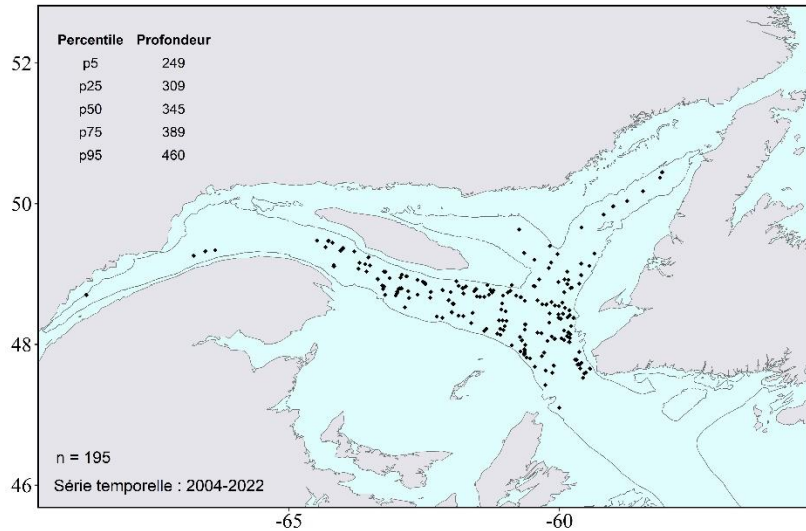 Percentile Profondeur
p5 249
p25 309
p50 345
p75 389
p95 460
52
50
48
46
n = 195
Série temporelle : 2004-2022
-65 -60